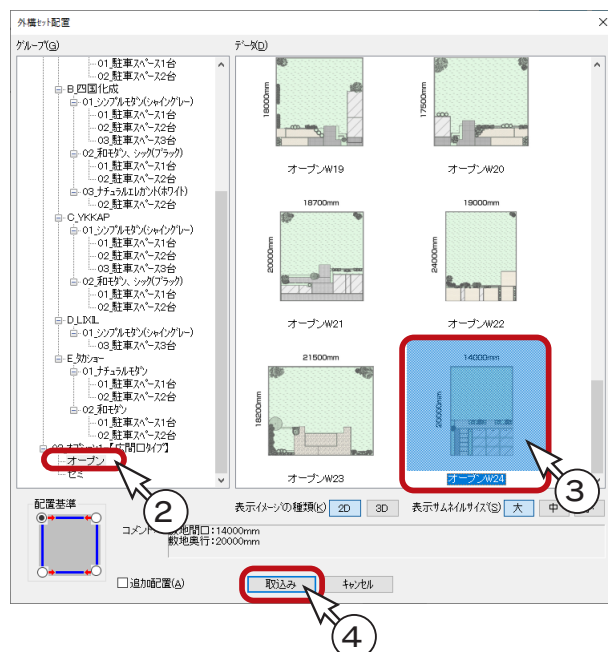 外構セット配置
グループ(G)
データ(D)
01_駐車スペース1台
02_駐車スペース2台
B_四国化成
01_シンプルモダン(シャイングレー)
01_駐車スペース1台
02_駐車スペース2台
03_駐車スペース3台
02_和モダン、シック(ブラック)
01_駐車スペース1台
02_駐車スペース2台
03_ナチュラルエレガント(ホワイト)
02_駐車スペース2台
C_YKKAP
01_シンプルモダン(シャイングレー)
01_駐車スペース1台
02_駐車スペース2台
03_駐車スペース3台
02_和モダン、シック(ブラック)
01_駐車スペース1台
02_駐車スペース2台
D_LIXIL
01_シンプルモダン(シャイングレー)
03_駐車スペース3台
E_タカショー
01_ナチュラルモダン
01_駐車スペース1台
02_駐車スペース2台
02_和モダン
01_駐車スペース1台
02_駐車スペース2台
【広間口タイプ】
オープン
セミ
18000mm
オープンW19
17500mm
オープンW20
18700mm
20000mm
オープンW21
19000mm
24000mm
オープンW22
21500mm
18200mm
オープンW23
14000mm
20000mm
オープンW24
②
③
配置基準
表示イメージの種類(K)
2D
3D
表示サムネイルサイズ(S)
大
中
コメント
敷地間口:14000mm
敷地奥行:20000mm
追加配置(A)
取込み
キャンセル
④